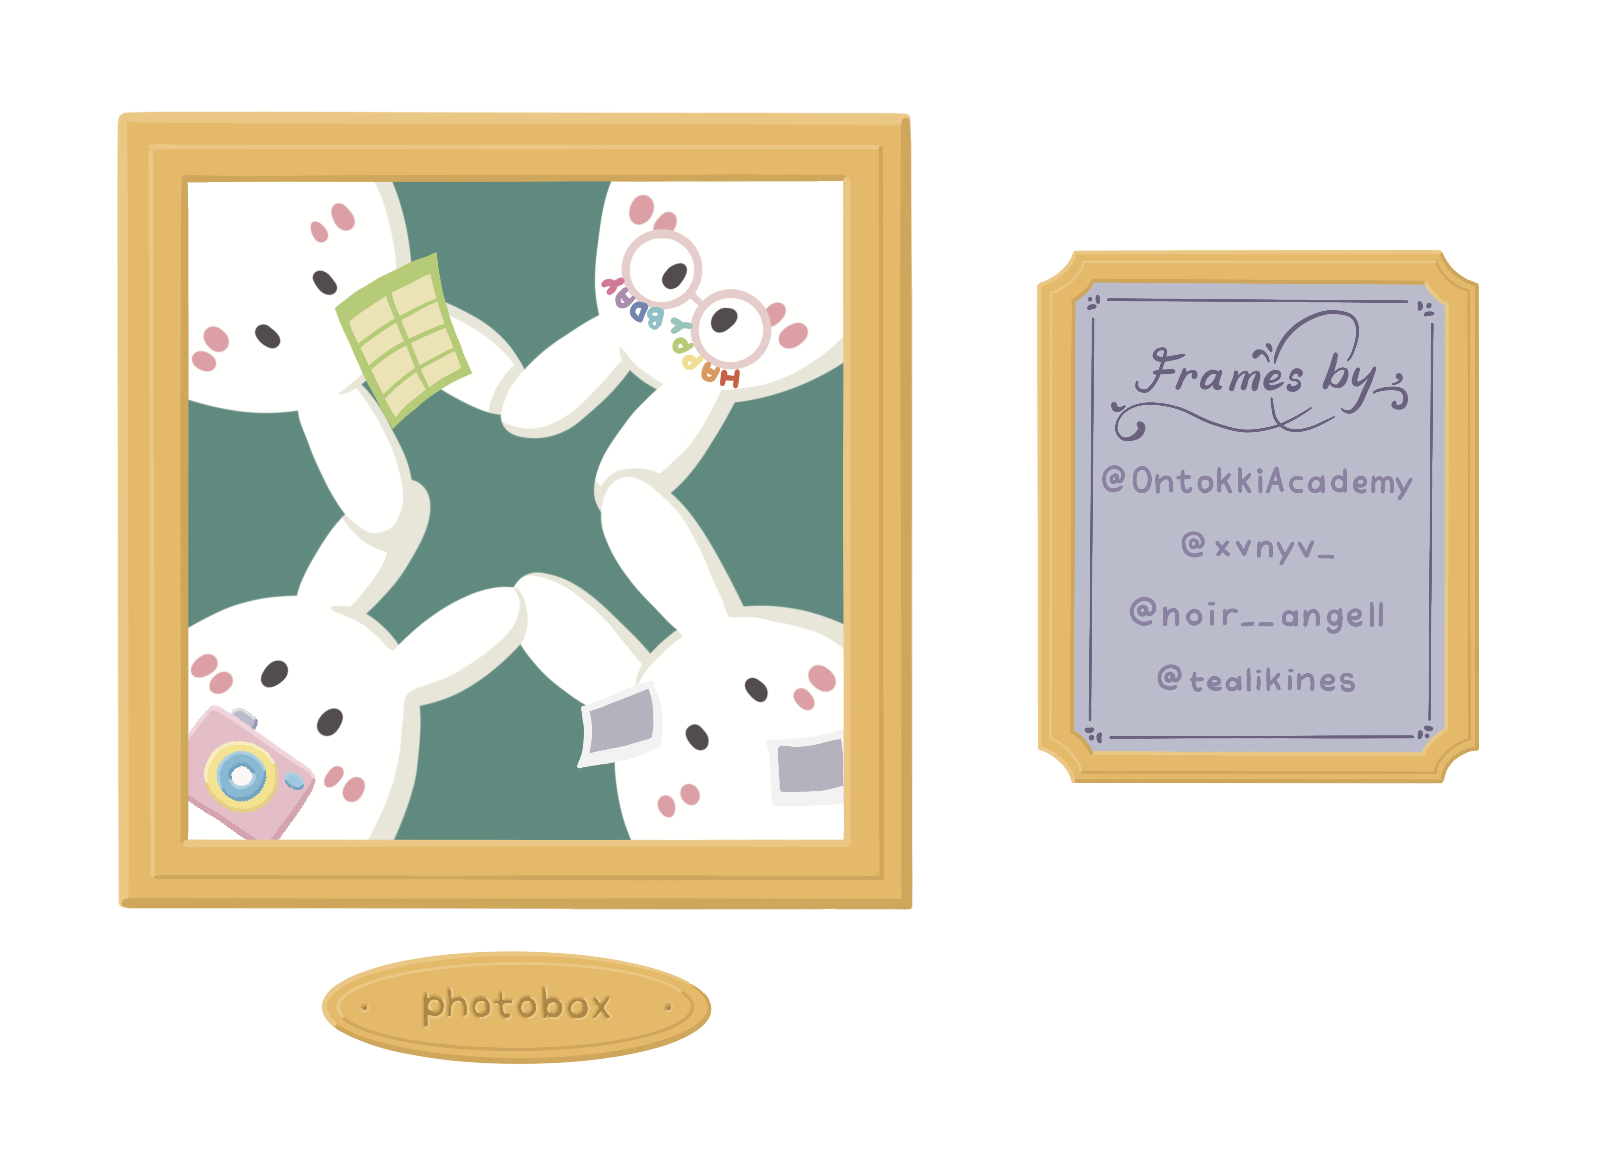 HAPPY BDAY
Frames by
@OntokkiAcademy
@xvnyv_
@noir__angell
@tealikines
photobox